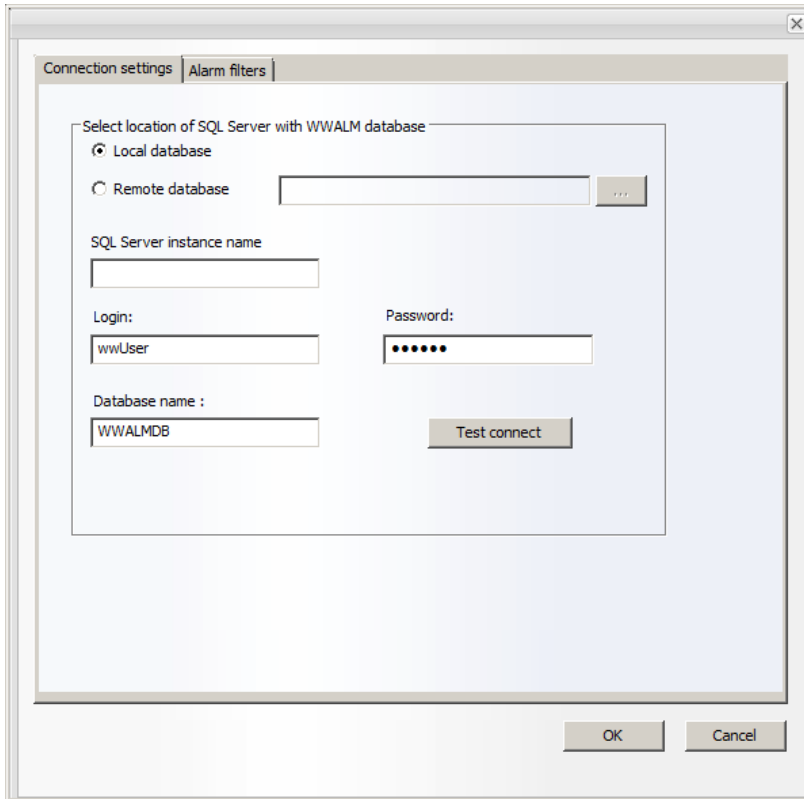 Connection settings
Alarm filters
Select location of SQL Server with WWALM database
Local database
Remote database
...
SQL Server instance name
Login:
Password:
wwUser
••••••
Database name :
WWALMDB
Test connect
OK
Cancel